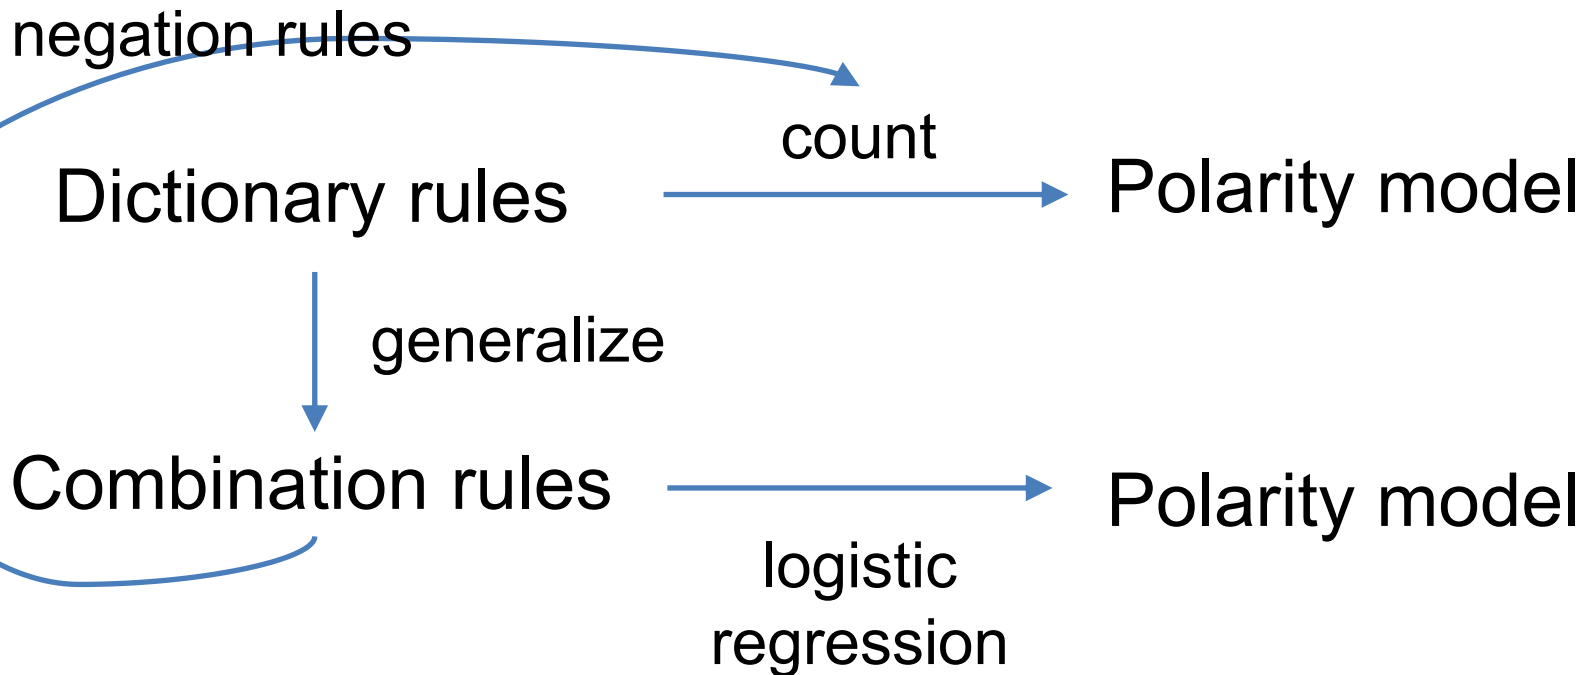 negation rules
count
Dictionary rules
Polarity model
generalize
Combination rules
Polarity model
logistic
regression